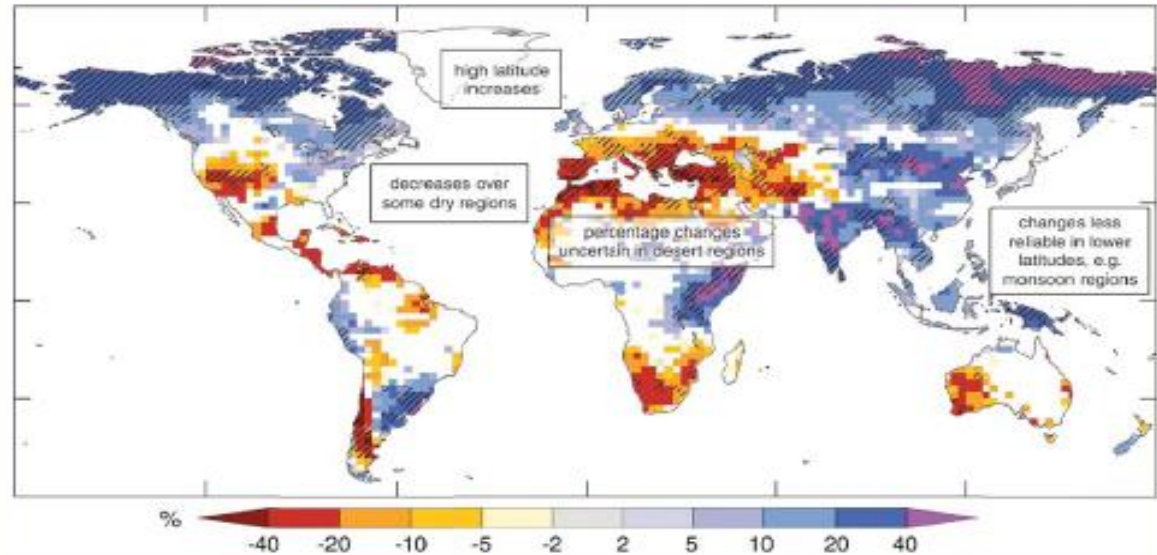 high latitude
increases
decreases over
some dry regions
percentage changes
uncertain in desert regions
changes less
reliable in lower
latitudes, e.g.
monsoon regions
%
-40 -20 -10 -5 -2 2 5 10 20 40